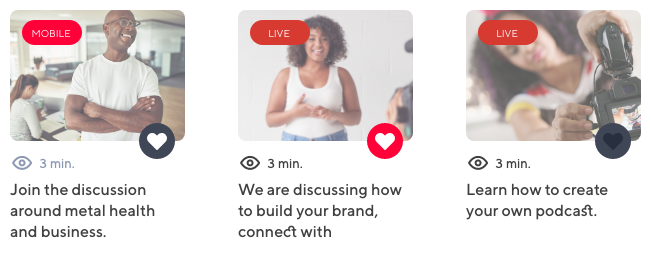 MOBILE
3 min.
Join the discussion
around metal health
and business.
LIVE
3 min.
We are discussing how
to build your brand,
connect with
LIVE
3 min.
Learn how to create
your own podcast.